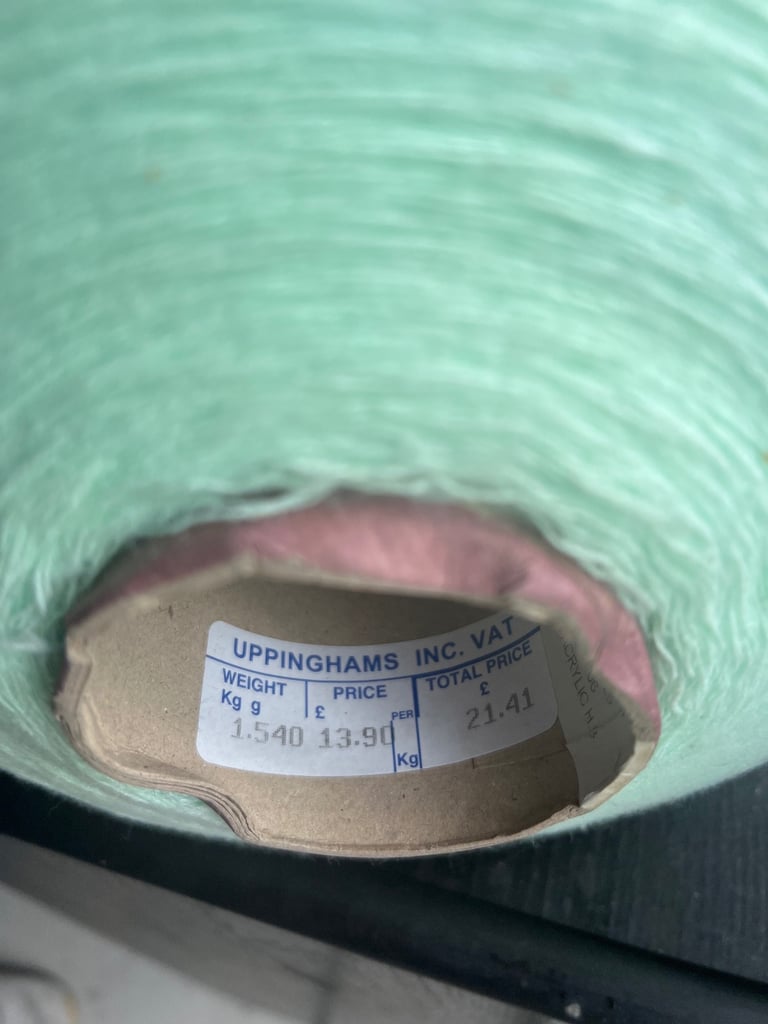 UPPINGHAMS INC. VAT
WEIGHT PRICE TOTAL PRICE
Kg g £ PER £
1.540 13.90 Kg 21.41